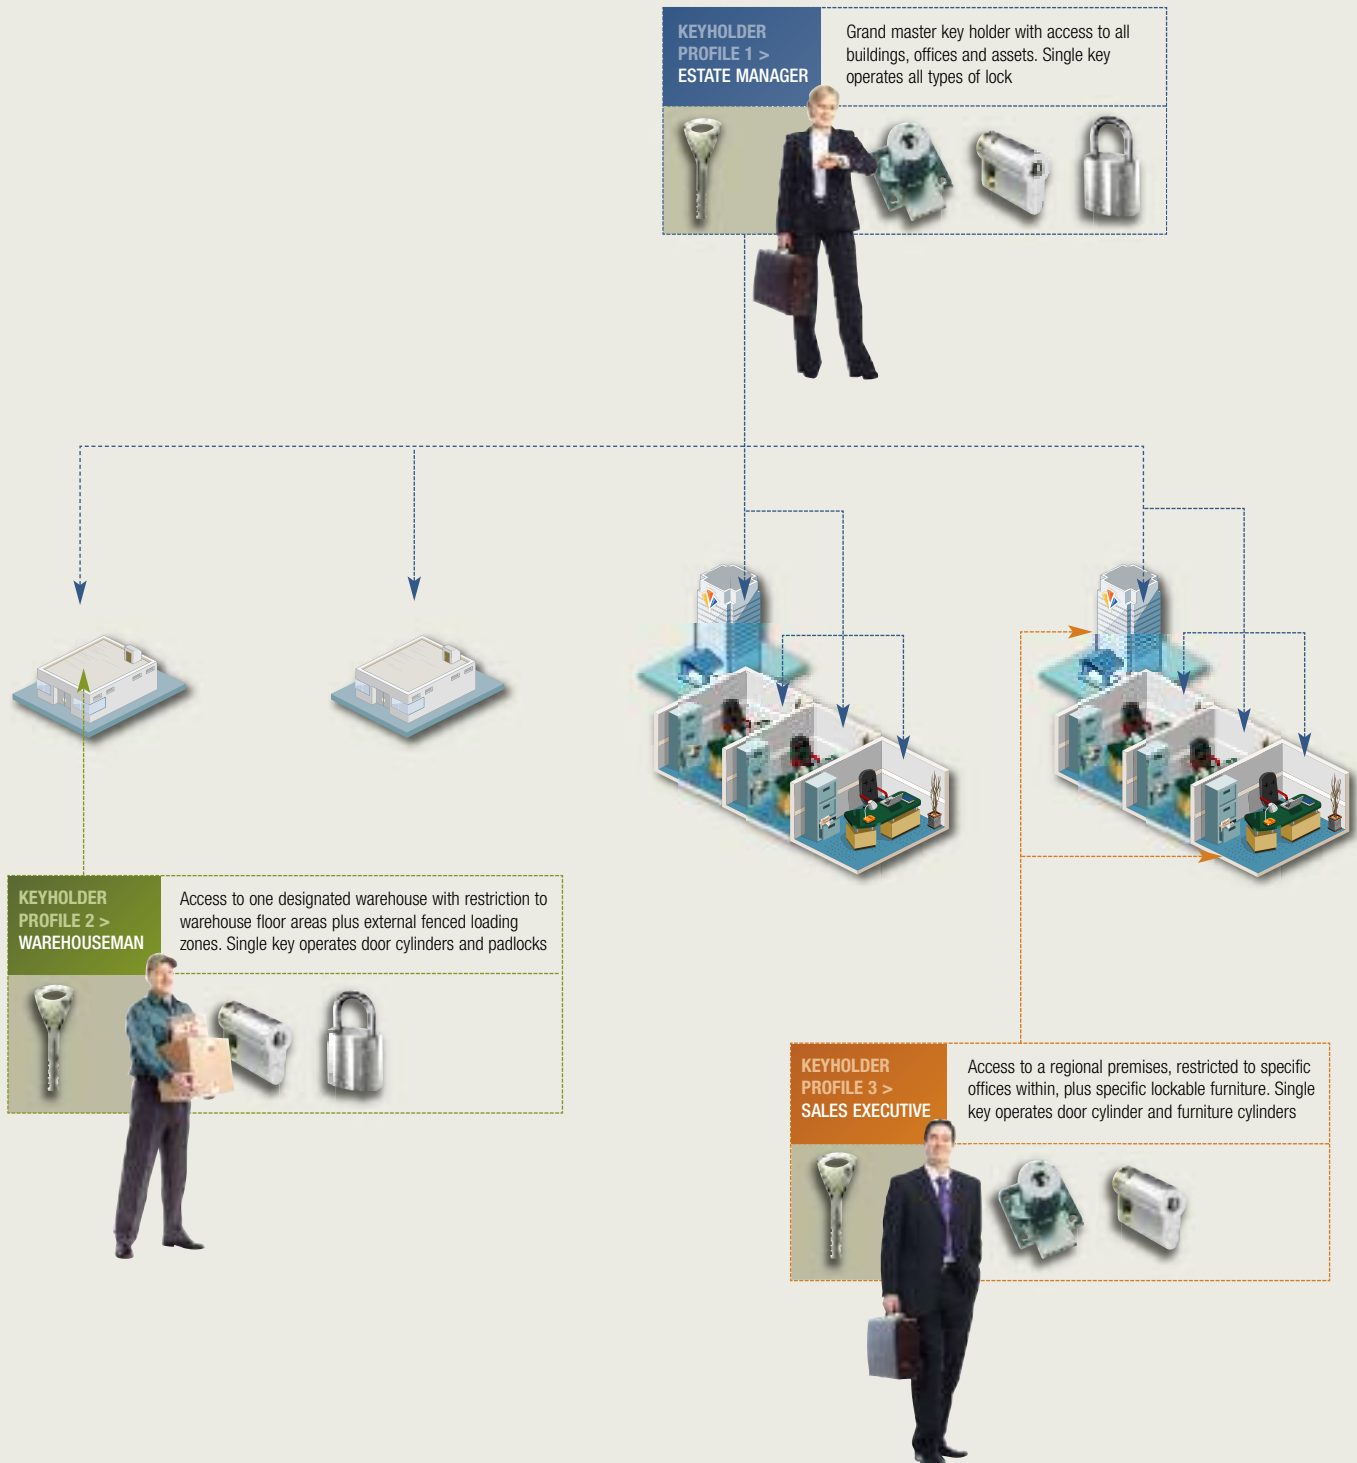 KEYHOLDER
PROFILE 1 >
ESTATE MANAGER
Grand master key holder with access to all
buildings, offices and assets. Single key
operates all types of lock
KEYHOLDER
PROFILE 2 >
WAREHOUSEMAN
Access to one designated warehouse with restriction to
warehouse floor areas plus external fenced loading
zones. Single key operates door cylinders and padlocks
KEYHOLDER
PROFILE 3 >
SALES EXECUTIVE
Access to a regional premises, restricted to specific
offices within, plus specific lockable furniture. Single
key operates door cylinder and furniture cylinders